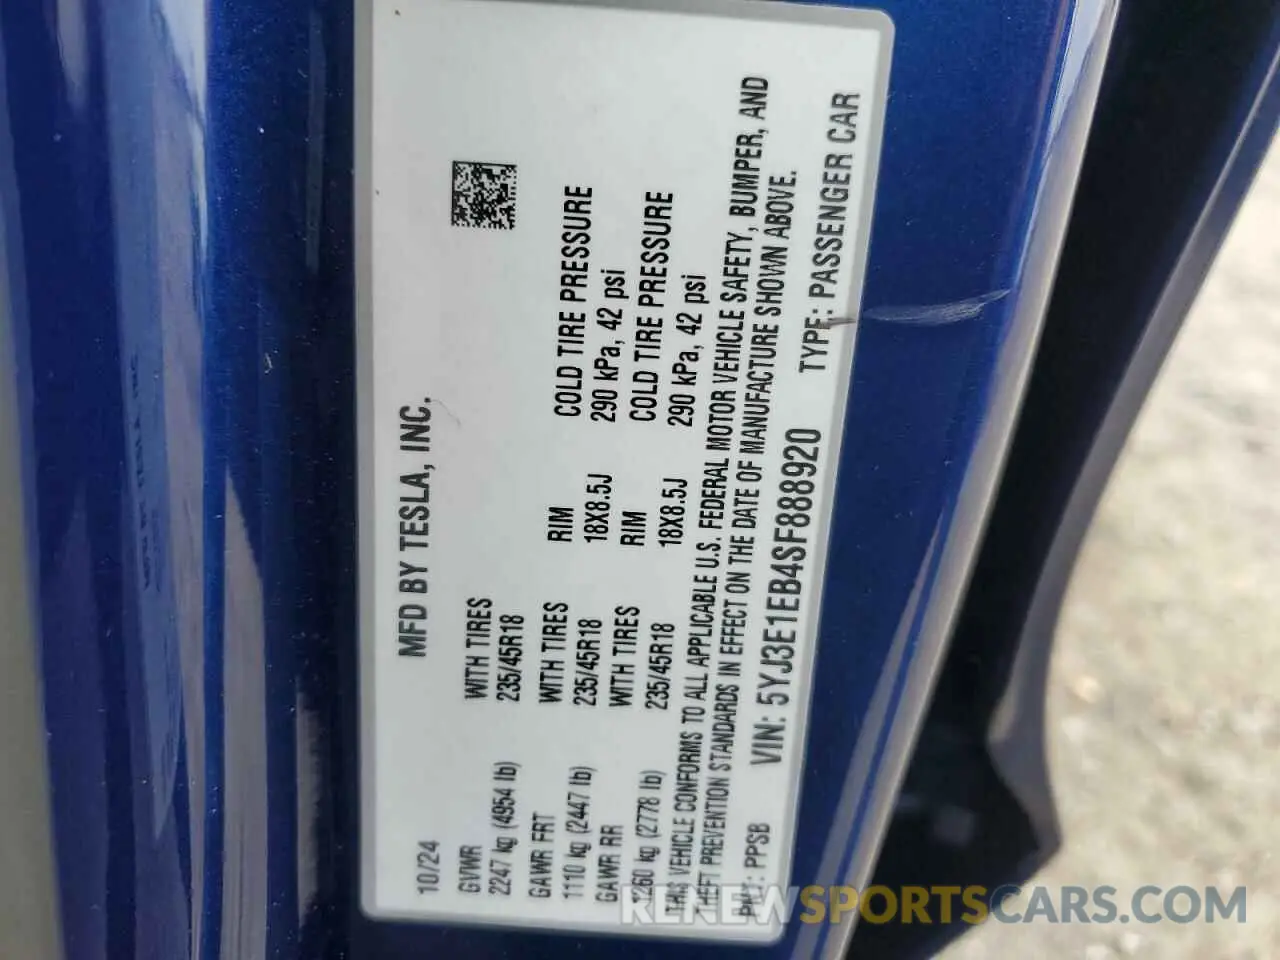 10/24 MFD BY TESLA, INC.
GVWR WITH TIRES
2247 kg (4954 lb) 235/45R18
GAWR FRT WITH TIRES RIM COLD TIRE PRESSURE
1110 kg (2447 lb) 235/45R18 18X8.5J 290 kPa, 42 psi
GAWR RR WITH TIRES RIM COLD TIRE PRESSURE
1260 kg (2778 lb) 235/45R18 18X8.5J 290 kPa, 42 psi
THIS VEHICLE CONFORMS TO ALL APPLICABLE U.S. FEDERAL MOTOR VEHICLE SAFETY, BUMPER, AND
THEFT PREVENTION STANDARDS IN EFFECT ON THE DATE OF MANUFACTURE SHOWN ABOVE.
PNT: PPSB VIN: 5YJ3E1EB4SF888920 TYPE: PASSENGER CAR
RENEWSPORTSCARS.COM